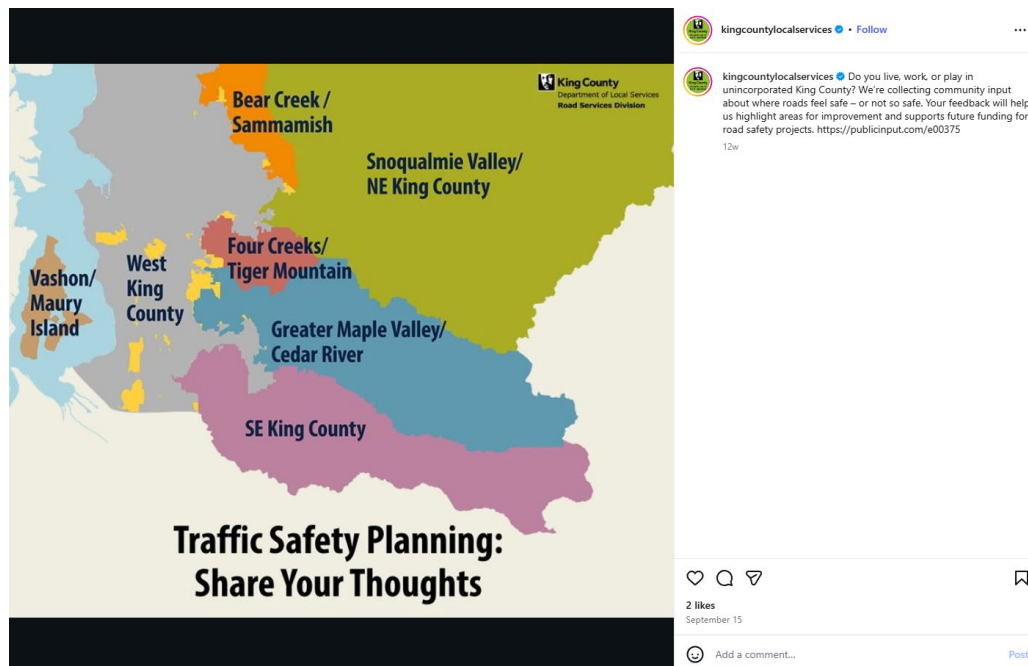 Bear Creek /
Sammamish
King County
Department of Local Services
Road Services Division
Snoqualmie Valley/
NE King County
Four Creeks/
Tiger Mountain
Vashon/
Maury
Island
West
King
County
Greater Maple Valley/
Cedar River
SE King County
Traffic Safety Planning:
Share Your Thoughts
kingcountylocalservices • Follow
kingcountylocalservices Do you live, work, or play in
unincorporated King County? We're collecting community input
about where roads feel safe – or not so safe. Your feedback will help
us highlight areas for improvement and supports future funding for
road safety projects. https://publicinput.com/e00375
12w
2 likes
September 15
Add a comment...
Post